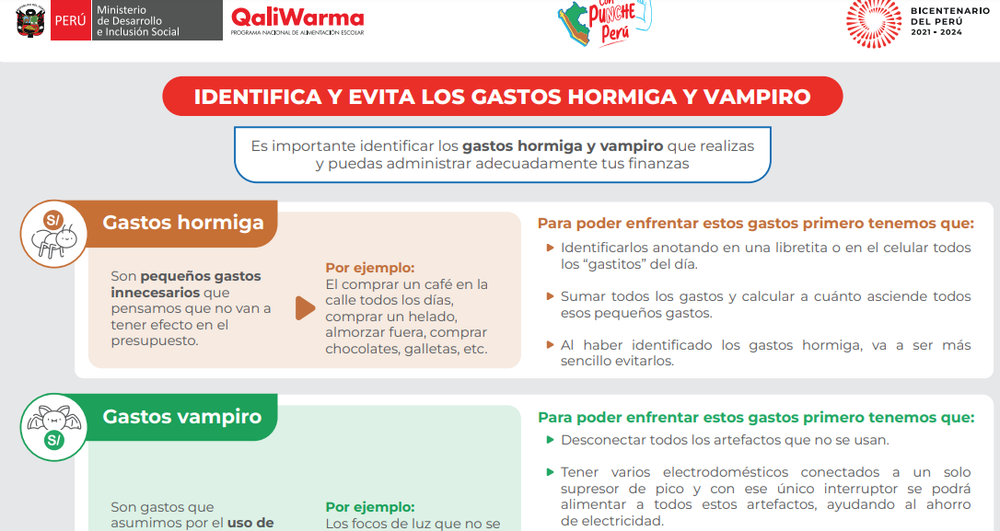 PERÚ
Ministerio
de Desarrollo
e Inclusión Social
QaliWarma
PROGRAMA NACIONAL DE ALIMENTACIÓN ESCOLAR
Con
PUNCHE
Perú
BICENTENARIO
DEL PERÚ
2021 - 2024
IDENTIFICA Y EVITA LOS GASTOS HORMIGA Y VAMPIRO
Es importante identificar los gastos hormiga y vampiro que realizas
y puedas administrar adecuadamente tus finanzas
S/
Gastos hormiga
Son pequeños gastos
innecesarios que
pensamos que no van a
tener efecto en el
presupuesto.
Por ejemplo:
El comprar un café en la
calle todos los días,
comprar un helado,
almorzar fuera, comprar
chocolates, galletas, etc.
Para poder enfrentar estos gastos primero tenemos que:
Identificarlos anotando en una libretita o en el celular todos
los “gastitos” del día.
Sumar todos los gastos y calcular a cuánto asciende todos
esos pequeños gastos.
Al haber identificado los gastos hormiga, va a ser más
sencillo evitarlos.
S/
Gastos vampiro
Son gastos que
asumimos por el uso de
Por ejemplo:
Los focos de luz que no se
Para poder enfrentar estos gastos primero tenemos que:
Desconectar todos los artefactos que no se usan.
Tener varios electrodomésticos conectados a un solo
supresor de pico y con ese único interruptor se podrá
alimentar a todos estos artefactos, ayudando al ahorro
de electricidad.